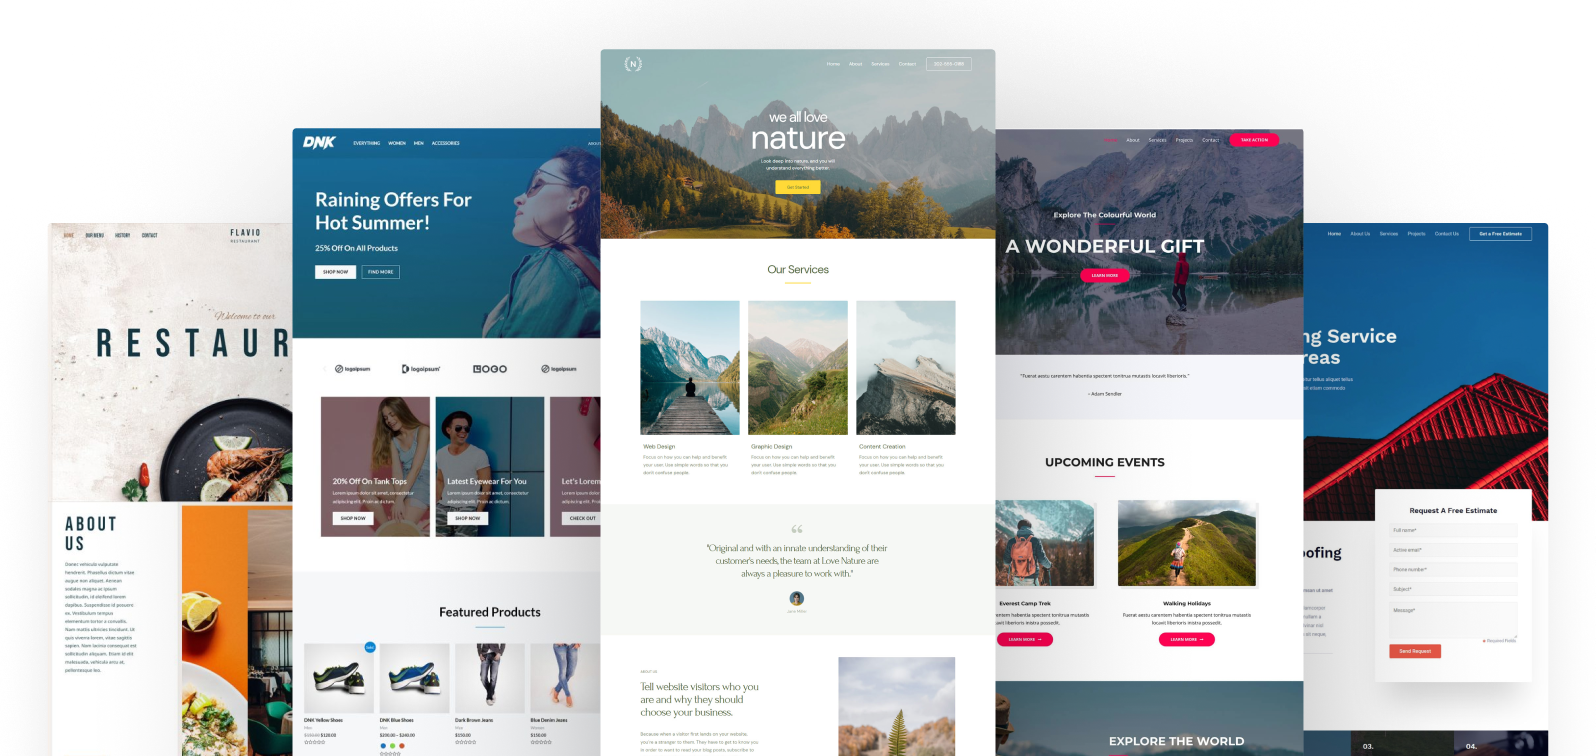 HOME OUR MENU HISTORY CONTACT
FLAVIO
RESTAURANT
Welcome to our
RESTAUR
ABOUT
US
Donec vehicula vulputate
hendrerit. Phasellus dictum vitae
augue non aliquet. Aenean
sodales magna ac ipsum
sollicitudin, id eleifend lorem
dapibus. Suspendisse id posuere
ex. Vestibulum tempus
elementum tortor a convallis.
Nam mattis ultricies tincidunt. Ut
quis viverra lorem, vitae sagittis
sapien. Nam lacinia consequat est
sollicitudin aliquam. Etiam id elit
malesuada, vehicula arcu et,
pellentesque leo.
DNK
EVERYTHING WOMEN MEN ACCESSORIES
ABOUT
Raining Offers For
Hot Summer!
25% Off On All Products
SHOP NOW FIND MORE
logoipsum logoipsum LOGO logoipsum
20% Off On Tank Tops
Lorem ipsum dolor sit amet, consectetur
adipiscing elit. Proin ac dictum.
SHOP NOW
Latest Eyewear For You
Lorem ipsum dolor sit amet, consectetur
adipiscing elit. Proin ac dictum.
SHOP NOW
Let's Lorem
Lorem ipsum dolor
adipiscing elit. Proin
CHECK OUT
Featured Products
Sale!
DNK Yellow Shoes
Men
$150.00 $120.00
DNK Blue Shoes
Men
$200.00 – $240.00
Dark Brown Jeans
Men
$150.00
Blue Denim Jeans
Women
$150.00
N
Home About Services Contact
we all love
nature
Look deep into nature, and you will
understand everything better.
Get Started
Our Services
Web Design
Focus on how you can help and benefit
your user. Use simple words so that you
don't confuse people.
Graphic Design
Focus on how you can help and benefit
your user. Use simple words so that you
don't confuse people.
Content Creation
Focus on how you can help and benefit
your user. Use simple words so that you
don't confuse people.
"Original and with an innate understanding of their
customer's needs, the team at Love Nature are
always a pleasure to work with."
ABOUT US
Tell website visitors who you
are and why they should
choose your business.
Because when a visitor first lands on your website,
you're a stranger to them. They have to get to know you
in order to want to read your blog posts, subscribe to
Home About Services Projects Contact
TAKE ACTION
Explore The Colourful World
A WONDERFUL GIFT
LEARN MORE
"Fuerat aestu carentem habentia spectent tonitrua mutastis locavit liberioris."
– Adam Sendler
UPCOMING EVENTS
Everest Camp Trek
entem habentia spectent tonitrua mutastis
locavit liberioris inistra possedit.
LEARN MORE →
Walking Holidays
Fuerat aestu carentem habentia spectent tonitrua mutastis
locavit liberioris inistra possedit.
LEARN MORE →
EXPLORE THE WORLD
Home About Us Services Projects Contact Us
Get a Free Estimate
ng Service
reas
tur tellus aliquet tellus
Request A Free Estimate
Full name*
Active email*
Phone number*
Subject*
Message*
Required Fields
Send Request
oofing
03. 04.